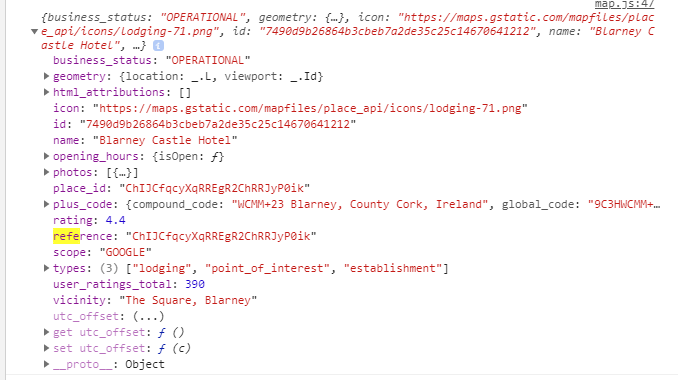 map.js:47
{business_status: "OPERATIONAL", geometry: {…}, icon: "https://maps.gstatic.com/mapfiles/plac
e_api/icons/lodging-71.png", id: "7490d9b26864b3cbeb7a2de35c25c14670641212", name: "Blarney C
astle Hotel", …}
business_status: "OPERATIONAL"
geometry: {location: _.L, viewport: _.Id}
html_attributions: []
icon: "https://maps.gstatic.com/mapfiles/place_api/icons/lodging-71.png"
id: "7490d9b26864b3cbeb7a2de35c25c14670641212"
name: "Blarney Castle Hotel"
opening_hours: {isOpen: ƒ}
photos: [{…}]
place_id: "ChIJCfqcyXqRREgR2ChRRJyP0ik"
plus_code: {compound_code: "WCMM+23 Blarney, County Cork, Ireland", global_code: "9C3HWCMM+…
rating: 4.4
reference: "ChIJCfqcyXqRREgR2ChRRJyP0ik"
scope: "GOOGLE"
types: (3) ["lodging", "point_of_interest", "establishment"]
user_ratings_total: 390
vicinity: "The Square, Blarney"
utc_offset: (...)
get utc_offset: ƒ ()
set utc_offset: ƒ (c)
__proto__: Object